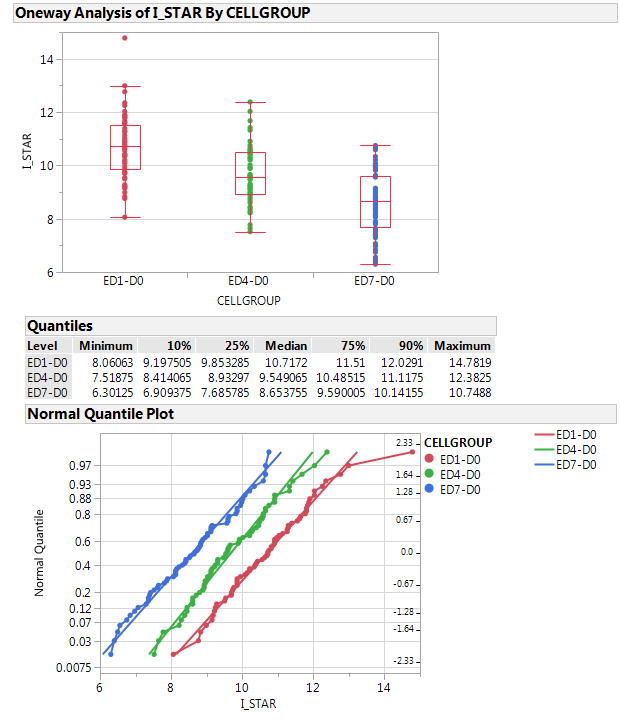 Oneway Analysis of I_STAR By CELLGROUP
14
12
10
8
6
I_STAR
ED1-D0 ED4-D0 ED7-D0
CELLGROUP
Quantiles
Level Minimum 10% 25% Median 75% 90% Maximum
ED1-D0 8.06063 9.197505 9.853285 10.7172 11.51 12.0291 14.7819
ED4-D0 7.51875 8.414065 8.93297 9.549065 10.48515 11.1175 12.3825
ED7-D0 6.30125 6.909375 7.685785 8.653755 9.590005 10.14155 10.7488
Normal Quantile Plot
0.97
0.93
0.88
0.8
0.6
0.4
0.2
0.12
0.07
0.03
0.0075
Normal Quantile
6 8 10 12 14
I_STAR
2.33
1.64
1.28
0.67
0.0
-0.67
-1.28
-1.64
-2.33
CELLGROUP
ED1-D0
ED4-D0
ED7-D0
ED1-D0
ED4-D0
ED7-D0